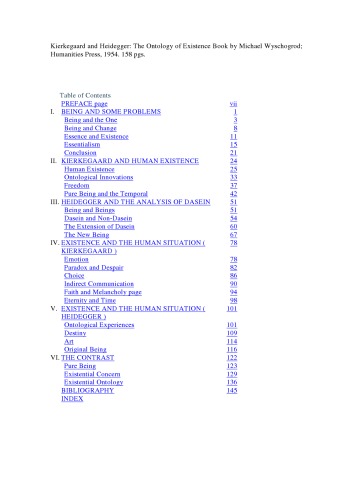 Kierkegaard and Heidegger: The Ontology of Existence Book by Michael Wyschogrod;
Humanities Press, 1954. 158 pgs.
Table of Contents
PREFACE page vii
I. BEING AND SOME PROBLEMS 1
Being and the One 3
Being and Change 8
Essence and Existence 11
Essentialism 15
Conclusion 21
II. KIERKEGAARD AND HUMAN EXISTENCE 24
Human Existence 25
Ontological Innovations 33
Freedom 37
Pure Being and the Temporal 42
III. HEIDEGGER AND THE ANALYSIS OF DASEIN 51
Being and Beings 51
Dasein and Non-Dasein 54
The Extension of Dasein 60
The New Being 67
IV. EXISTENCE AND THE HUMAN SITUATION ( 78
KIERKEGAARD )
Emotion 78
Paradox and Despair 82
Choice 86
Indirect Communication 90
Faith and Melancholy page 94
Eternity and Time 98
V. EXISTENCE AND THE HUMAN SITUATION ( 101
HEIDEGGER )
Ontological Experiences 101
Destiny 109
Art 114
Original Being 116
VI. THE CONTRAST 122
Pure Being 123
Existential Concern 129
Existential Ontology 136
BIBLIOGRAPHY 145
INDEX